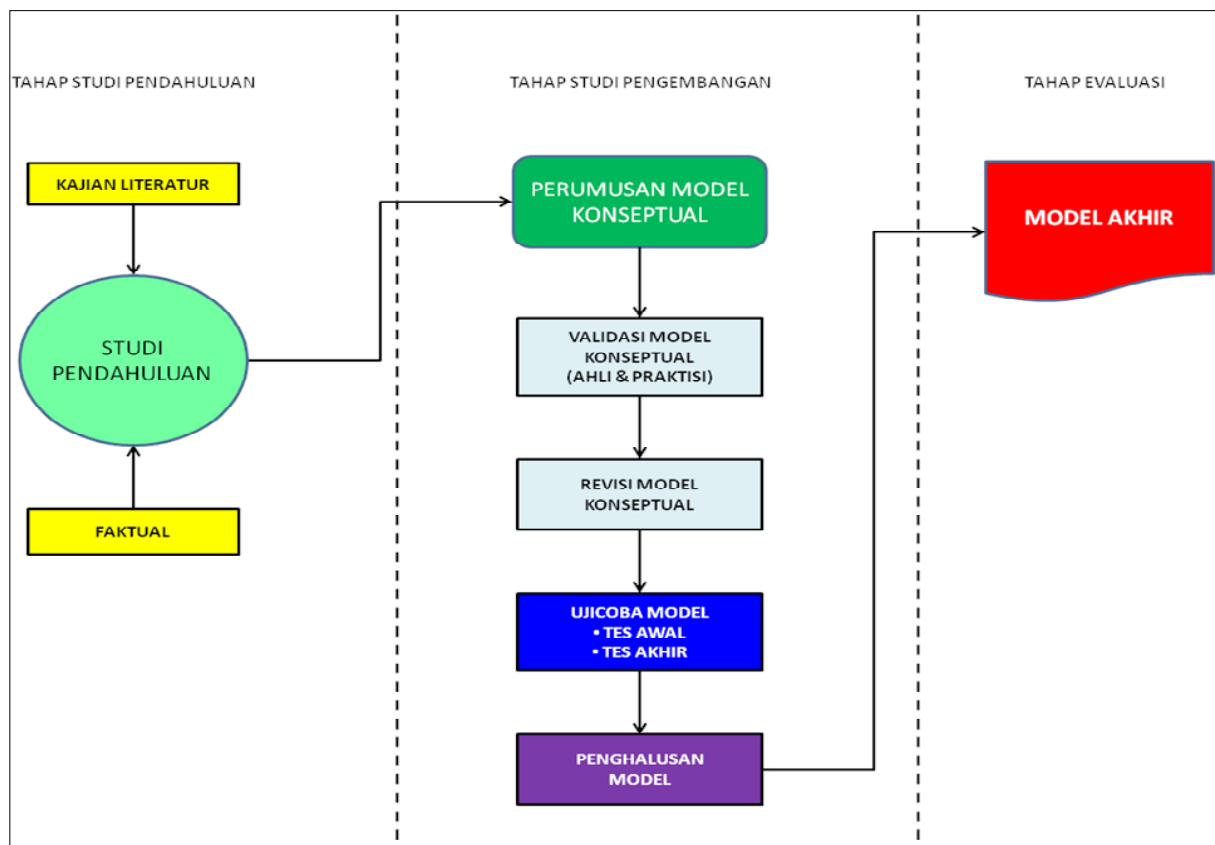 TAHAP STUDI PENDAHULUAN
KAJIAN LITERATUR
STUDI
PENDAHULUAN
FAKTUAL
TAHAP STUDI PENGEMBANGAN
PERUMUSAN MODEL
KONSEPTUAL
VALIDASI MODEL
KONSEPTUAL
(AHLI & PRAKTISI)
REVISI MODEL
KONSEPTUAL
UJICOBA MODEL
• TES AWAL
• TES AKHIR
PENGHALUSAN
MODEL
TAHAP EVALUASI
MODEL AKHIR